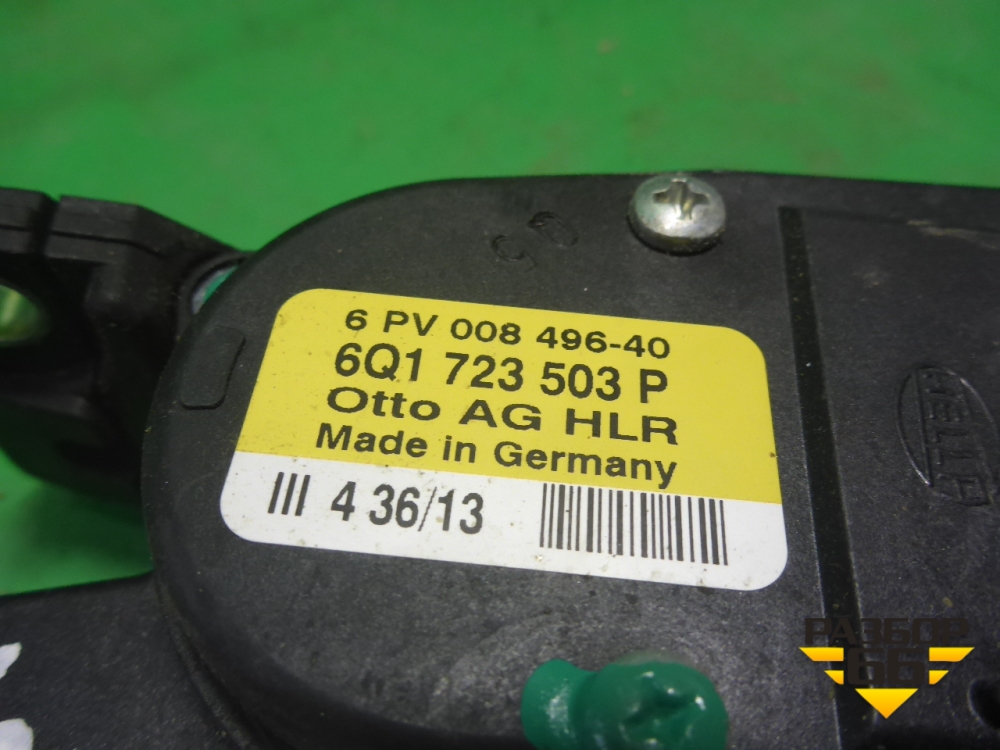 6 PV 008 496-40
6Q1 723 503 P
Otto AG HLR
Made in Germany
III 4 36/13
HELLA
РАЗБОР
66